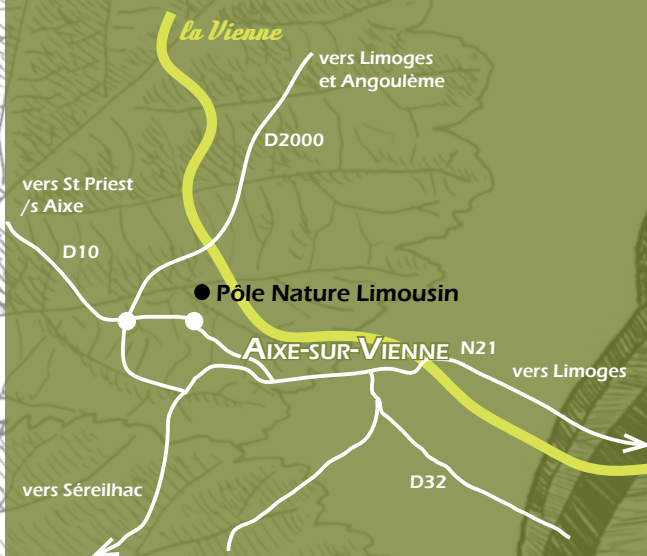 la Vienne
vers Limoges
et Angoulème
D2000
vers St Priest
/s Aixe
D10
Pôle Nature Limousin
AIXE-SUR-VIENNE
N21
vers Limoges
vers Séreilhac
D32